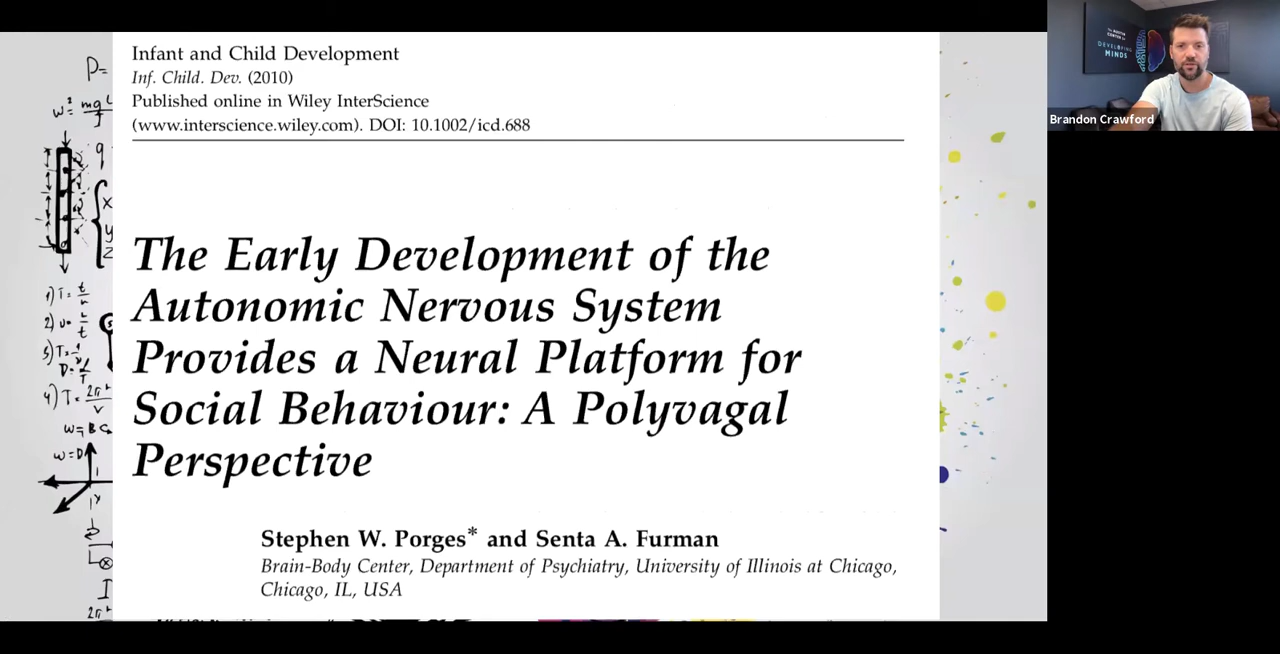 Infant and Child Development
Inf. Child. Dev. (2010)
Published online in Wiley InterScience
(www.interscience.wiley.com). DOI: 10.1002/icd.688
The Early Development of the
Autonomic Nervous System
Provides a Neural Platform for
Social Behaviour: A Polyvagal
Perspective
Stephen W. Porges* and Senta A. Furman
Brain-Body Center, Department of Psychiatry, University of Illinois at Chicago,
Chicago, IL, USA
DEVELOPING
MINDS
Brandon Crawford